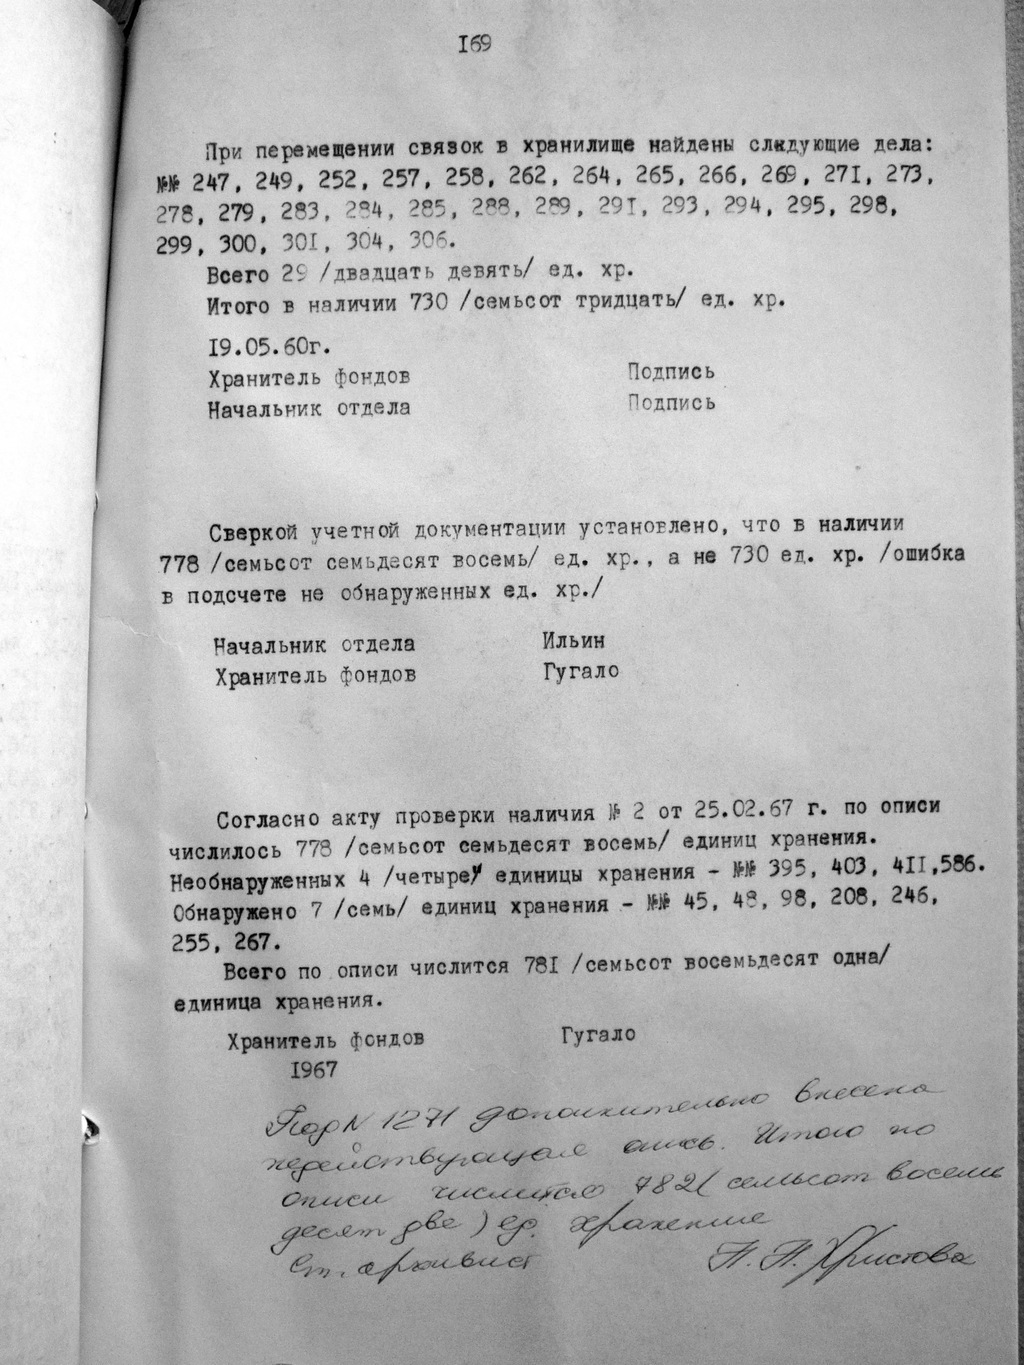 169
При перемещении связок в хранилище найдены следующие дела:
№№ 247, 249, 252, 257, 258, 262, 264, 265, 266, 269, 271, 273,
278, 279, 283, 284, 285, 288, 289, 291, 293, 294, 295, 298,
299, 300, 301, 304, 306.
Всего 29 /двадцать девять/ ед. хр.
Итого в наличии 730 /семьсот тридцать/ ед. хр.
19.05.60г.
Хранитель фондов Подпись
Начальник отдела Подпись
Сверкой учетной документации установлено, что в наличии
778 /семьсот семьдесят восемь/ ед. хр., а не 730 ед. хр. /ошибка
в подсчете не обнаруженных ед. хр./
Начальник отдела Ильин
Хранитель фондов Гугало
Согласно акту проверки наличия № 2 от 25.02.67 г. по описи
числилось 778 /семьсот семьдесят восемь/ единиц хранения.
Необнаруженных 4 /четыре/ единицы хранения - №№ 395, 403, 411,586.
Обнаружено 7 /семь/ единиц хранения - №№ 45, 48, 98, 208, 246,
255, 267.
Всего по описи числится 781 /семьсот восемьдесят одна/
единица хранения.
Хранитель фондов Гугало
1967
Под N 1271 дополнительно внесена
недействующая опись. Итого по
описи числится 782 (семьсот восемь
десят две) ед. хранение
Ст. архивист Н. П. Христова